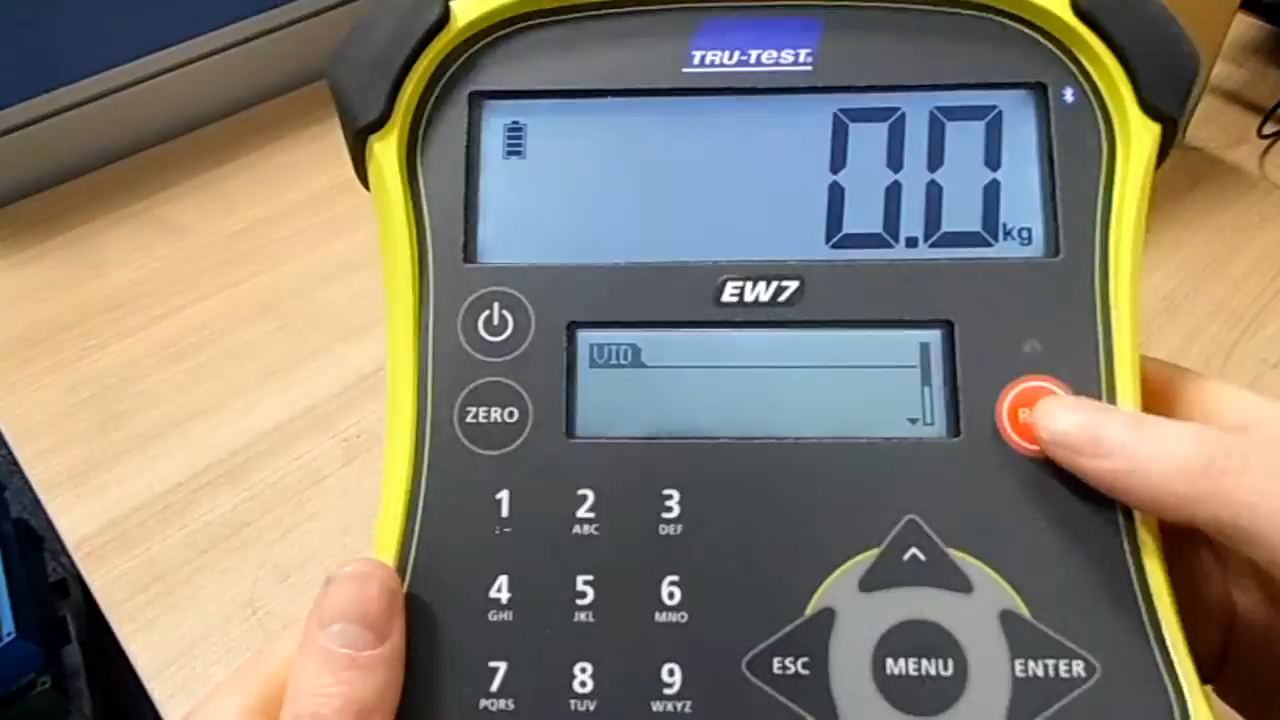 TRU-TEST
0.0 kg
EW7
VID
ZERO
1 2 3
:- ABC DEF
4 5 6
GHI JKL MNO
7 8 9
PQRS TUV WXYZ
ESC MENU ENTER